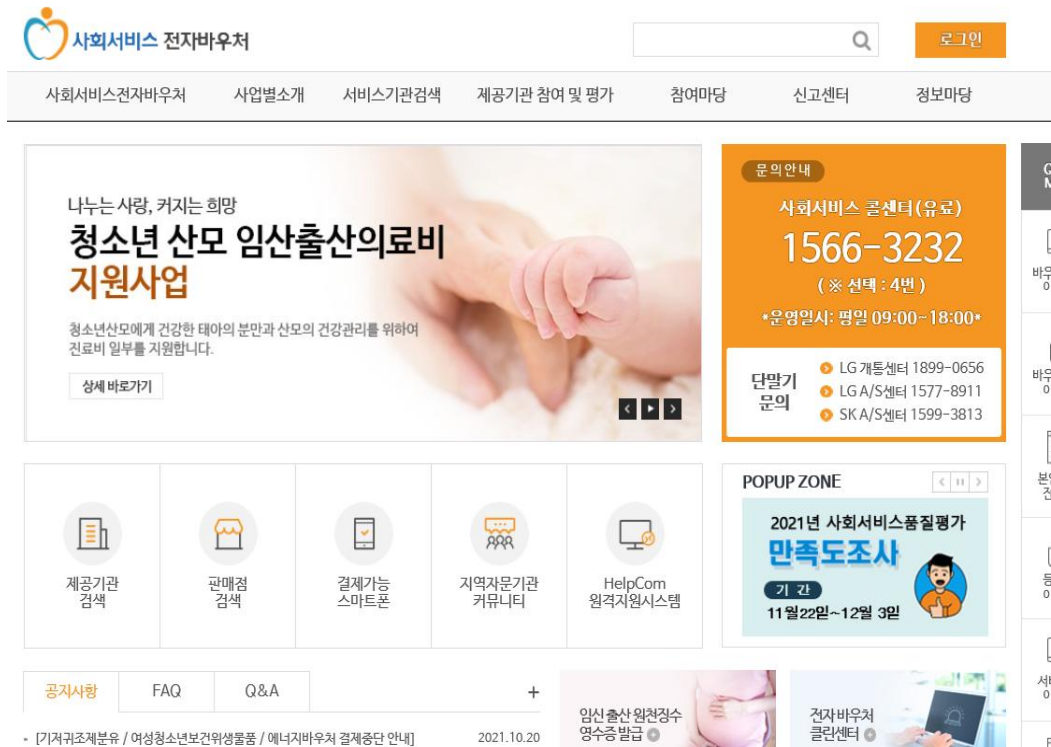 사회서비스 전자바우처
로그인
사회서비스전자바우처 사업별소개 서비스기관검색 제공기관 참여 및 평가 참여마당 신고센터 정보마당
나누는 사랑, 커지는 희망
청소년 산모 임산출산의료비
지원사업
청소년산모에게 건강한 태아의 분만과 산모의 건강관리를 위하여
진료비 일부를 지원합니다.
상세 바로가기
문의안내
사회서비스 콜센터(유료)
1566-3232
( ※ 선택 : 4번 )
*운영일시: 평일 09:00~18:00*
단말기
문의
LG 개통센터 1899-0656
LG A/S센터 1577-8911
SK A/S센터 1599-3813
제공기관
검색
판매점
검색
결제가능
스마트폰
지역자문기관
커뮤니티
HelpCom
원격지원시스템
POPUP ZONE
2021년 사회서비스품질평가
만족도조사
기 간
11월22일~12월 3일
공지사항 FAQ Q&A +
[기저귀조제분유 / 여성청소년보건위생물품 / 에너지바우처 결제중단 안내] 2021.10.20
임신 출산 원천징수
영수증 발급
전자바우처
클린센터